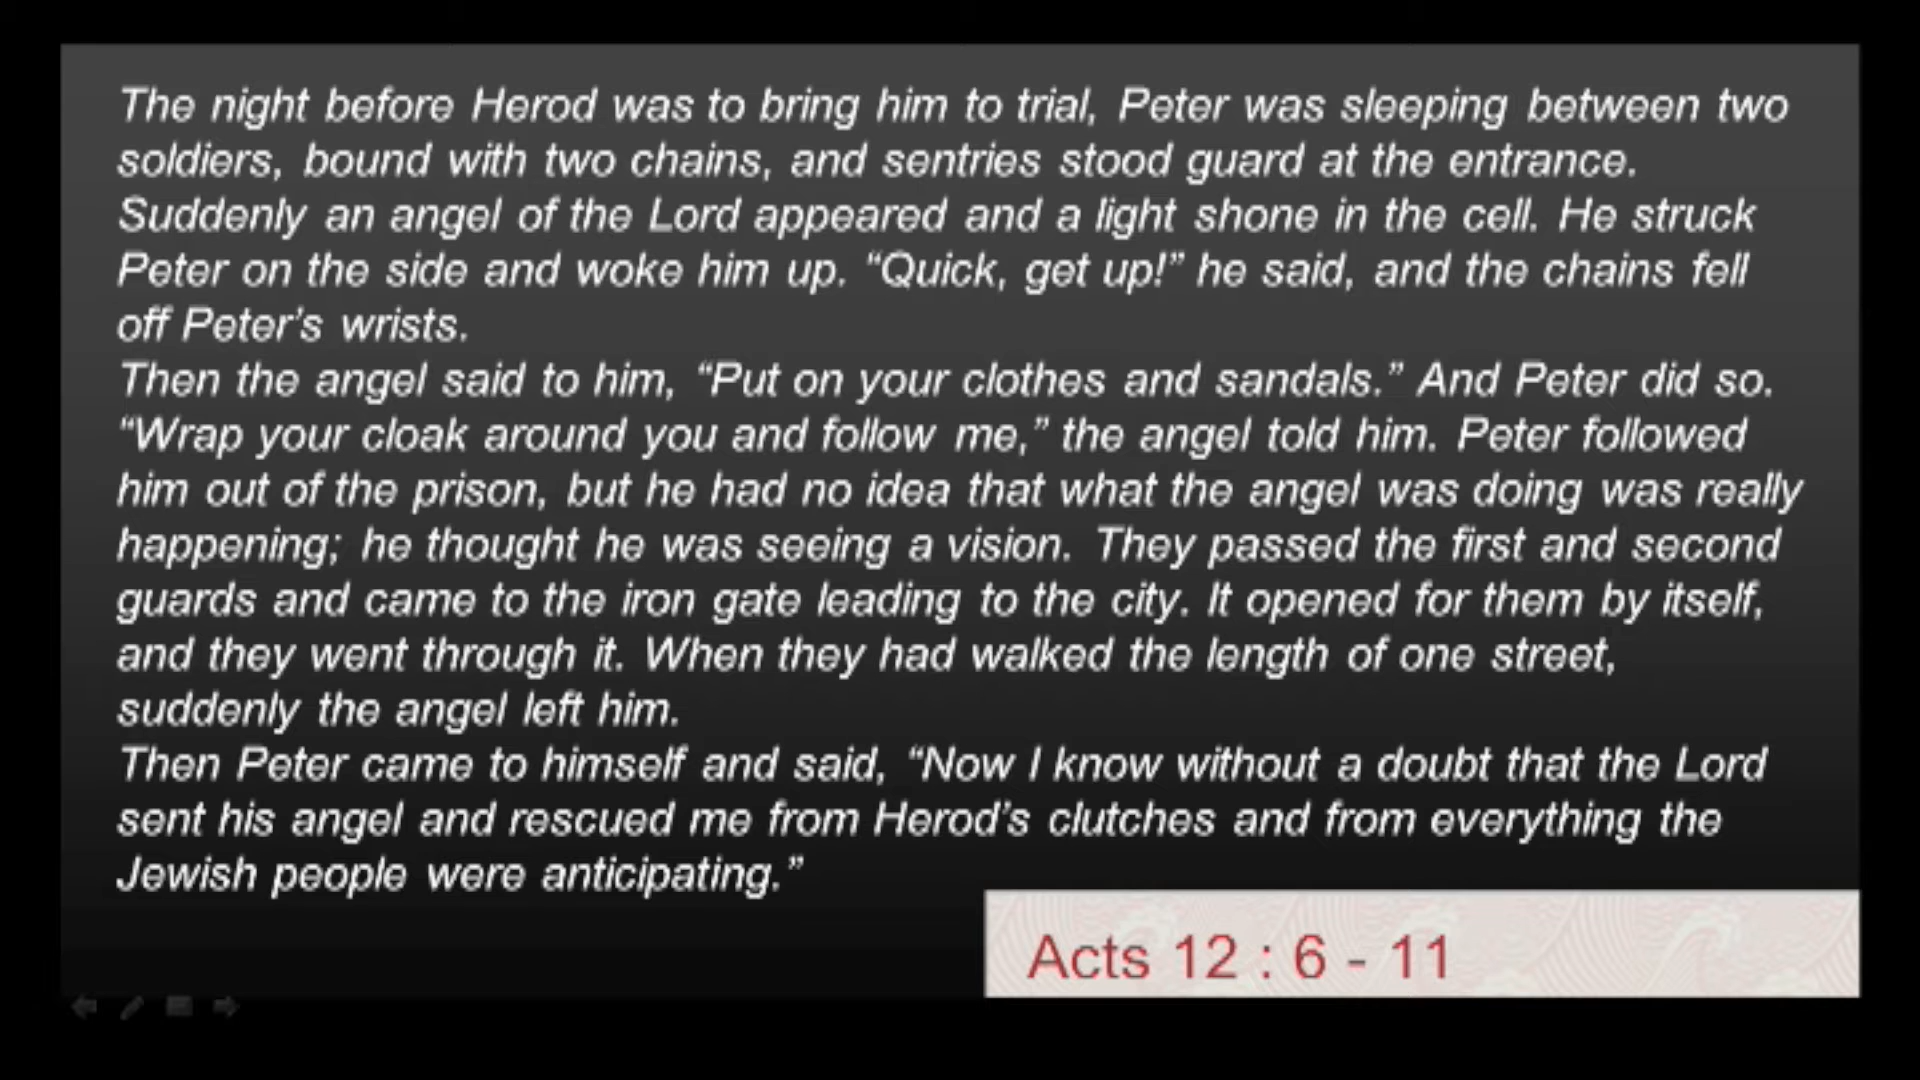 The night before Herod was to bring him to trial, Peter was sleeping between two
soldiers, bound with two chains, and sentries stood guard at the entrance.
Suddenly an angel of the Lord appeared and a light shone in the cell. He struck
Peter on the side and woke him up. “Quick, get up!” he said, and the chains fell
off Peter’s wrists.
Then the angel said to him, “Put on your clothes and sandals.” And Peter did so.
“Wrap your cloak around you and follow me,” the angel told him. Peter followed
him out of the prison, but he had no idea that what the angel was doing was really
happening; he thought he was seeing a vision. They passed the first and second
guards and came to the iron gate leading to the city. It opened for them by itself,
and they went through it. When they had walked the length of one street,
suddenly the angel left him.
Then Peter came to himself and said, “Now I know without a doubt that the Lord
sent his angel and rescued me from Herod’s clutches and from everything the
Jewish people were anticipating.”
Acts 12 : 6 - 11